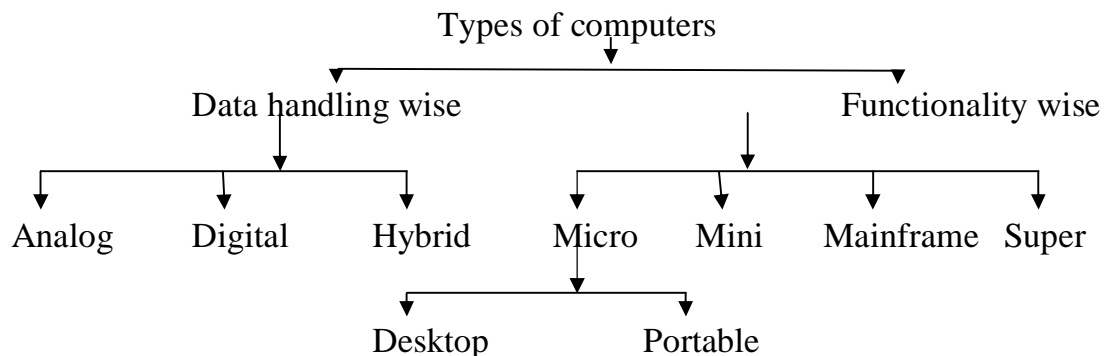 Types of computers
Data handling wise Functionality wise
Analog Digital Hybrid Micro Mini Mainframe Super
Desktop Portable